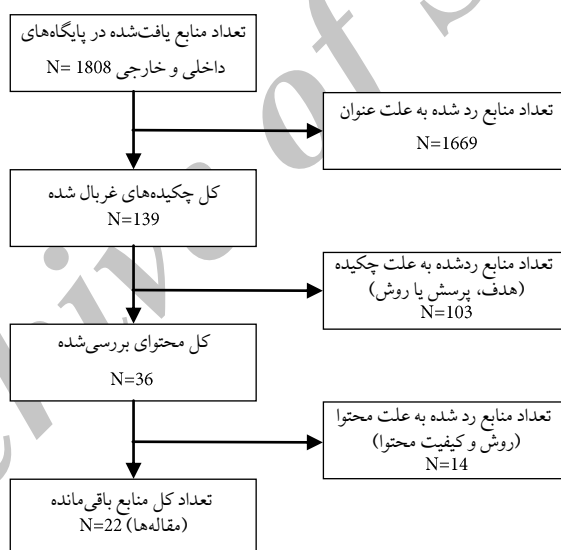 تعداد منابع یافت‌شده در پایگاه‌های
داخلی و خارجی N= 1808
تعداد منابع رد شده به علت عنوان
N=1669
کل چکیده‌های غربال شده
N=139
تعداد منابع ردشده به علت چکیده
(هدف، پرسش یا روش)
N=103
کل محتوای بررسی‌شده
N=36
تعداد منابع رد شده به علت محتوا
(روش و کیفیت محتوا)
N=14
تعداد کل منابع باقی‌مانده
(مقاله‌ها) N=22